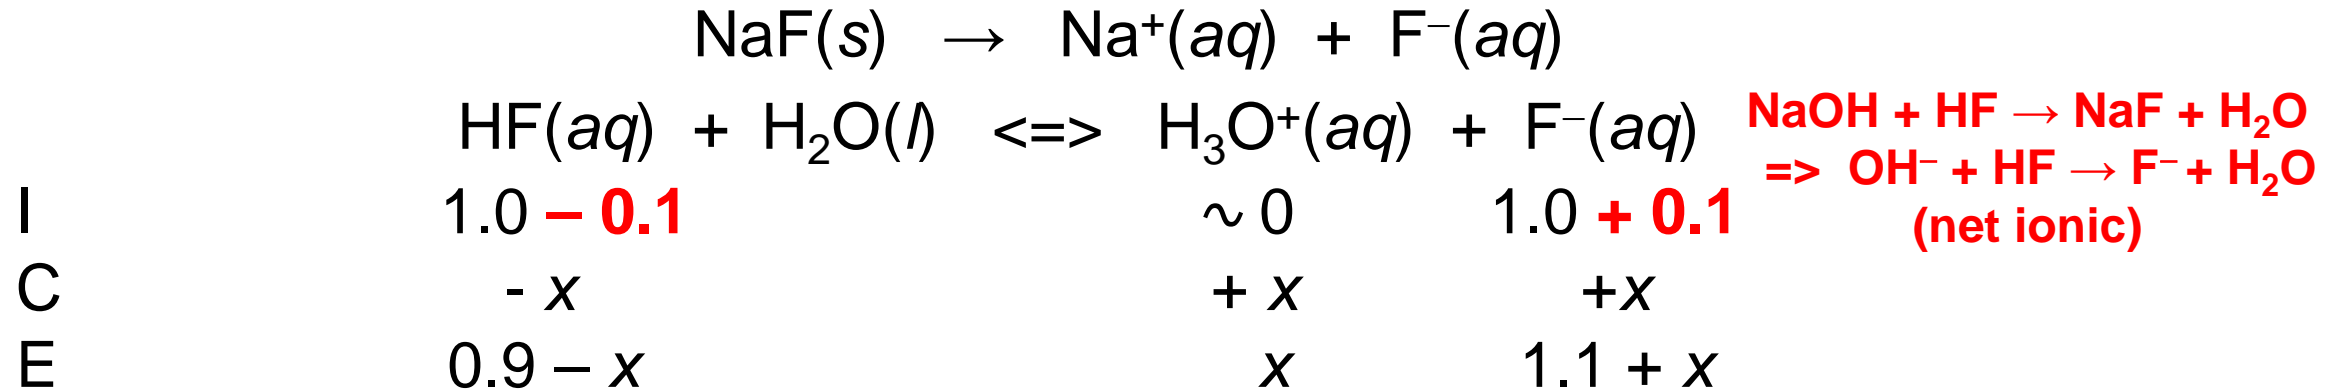 NaF(s) → Na⁺(aq) + F⁻(aq)
HF(aq) + H₂O(l) <=> H₃O⁺(aq) + F⁻(aq)
NaOH + HF → NaF + H₂O
=> OH⁻ + HF → F⁻ + H₂O
(net ionic)
I 1.0 – 0.1 ~ 0 1.0 + 0.1
C - x + x +x
E 0.9 – x x 1.1 + x